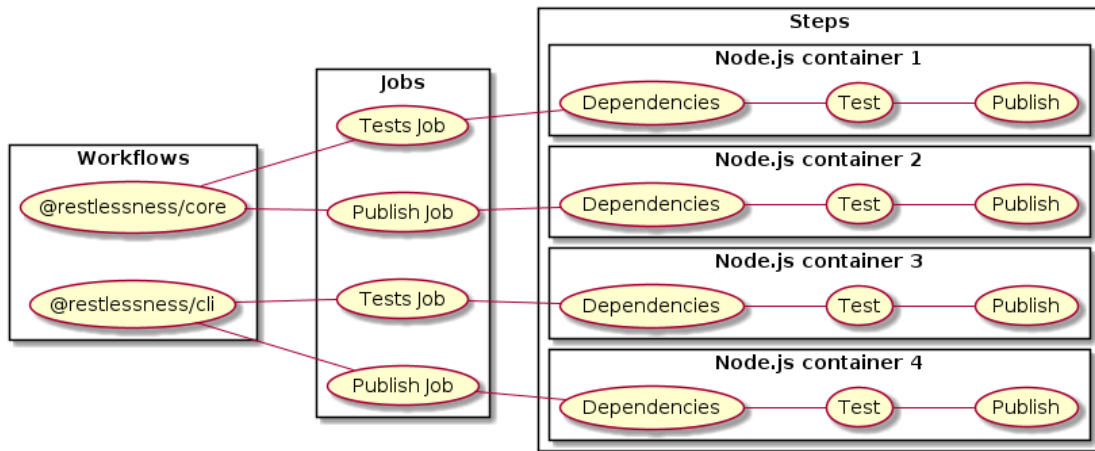 Steps
Node.js container 1
Dependencies
Test
Publish
Node.js container 2
Dependencies
Test
Publish
Node.js container 3
Dependencies
Test
Publish
Node.js container 4
Dependencies
Test
Publish
Jobs
Tests Job
Publish Job
Tests Job
Publish Job
Workflows
@restlessness/core
@restlessness/cli